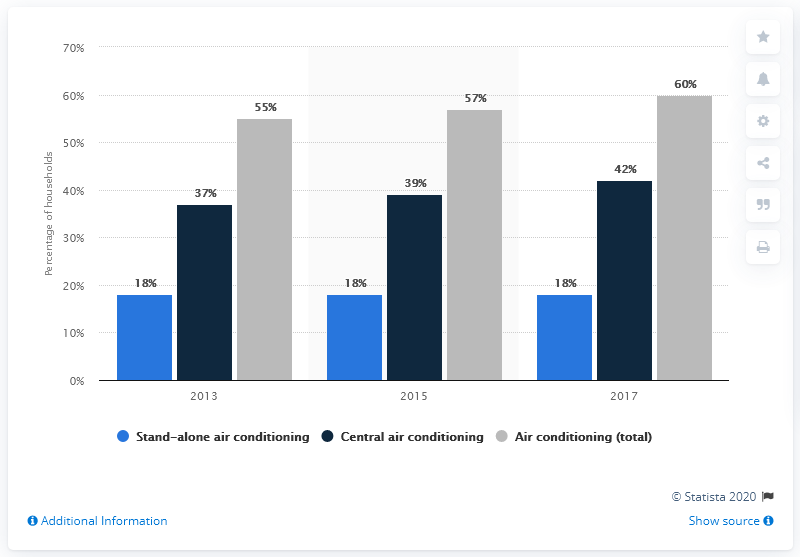 70%
60%
50%
40%
30%
20%
10%
0%
Percentage of households
18%
37%
55%
18%
39%
57%
18%
42%
60%
2013
2015
2017
Stand-alone air conditioning
Central air conditioning
Air conditioning (total)
© Statista 2020
Additional Information
Show source